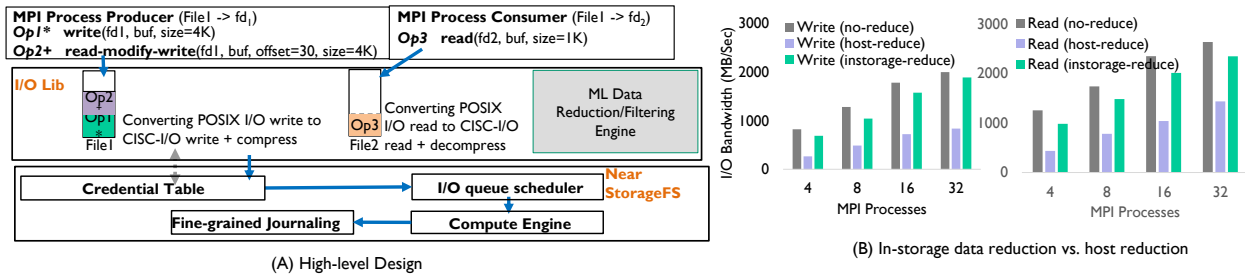 MPI Process Producer (File1 -> fd1)
Op1* write(fd1, buf, size=4K)
Op2+ read-modify-write(fd1, buf, offset=30, size=4K)
MPI Process Consumer (File1 -> fd2)
Op3 read(fd2, buf, size=1K)
I/O Lib
Op2
+
Op1
*
File1
Converting POSIX I/O write to
CISC-I/O write + compress
Op3
File2
Converting POSIX
I/O read to CISC-I/O
read + decompress
ML Data
Reduction/Filtering
Engine
Near
StorageFS
Credential Table
I/O queue scheduler
Fine-grained Journaling
Compute Engine
(A) High-level Design
I/O Bandwidth (MB/Sec)
3000
2000
1000
0
Write (no-reduce)
Write (host-reduce)
Write (instorage-reduce)
4 8 16 32
MPI Processes
3000
2000
1000
0
Read (no-reduce)
Read (host-reduce)
Read (instorage-reduce)
4 8 16 32
MPI Processes
(B) In-storage data reduction vs. host reduction